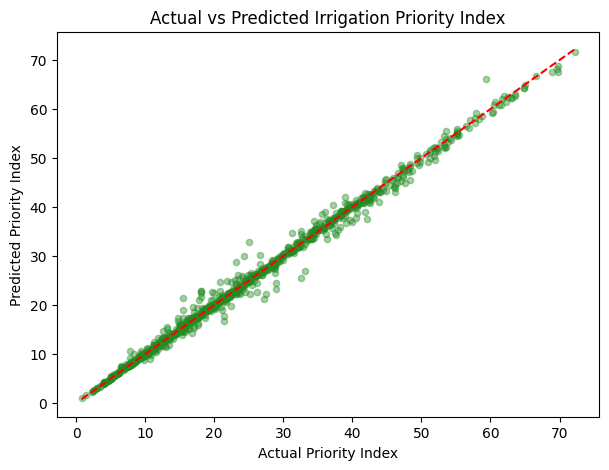 Actual vs Predicted Irrigation Priority Index
Predicted Priority Index
70
60
50
40
30
20
10
0
0 10 20 30 40 50 60 70
Actual Priority Index